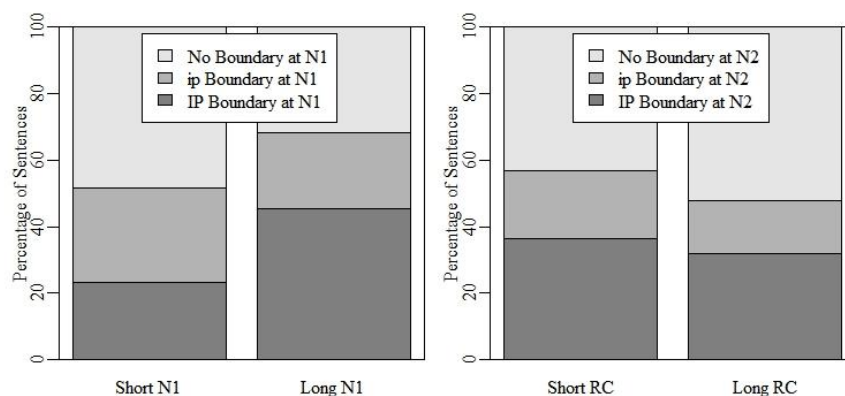 Percentage of Sentences
100
80
60
40
20
0
No Boundary at N1
ip Boundary at N1
IP Boundary at N1
Short N1
Long N1
Percentage of Sentences
100
80
60
40
20
0
No Boundary at N2
ip Boundary at N2
IP Boundary at N2
Short RC
Long RC